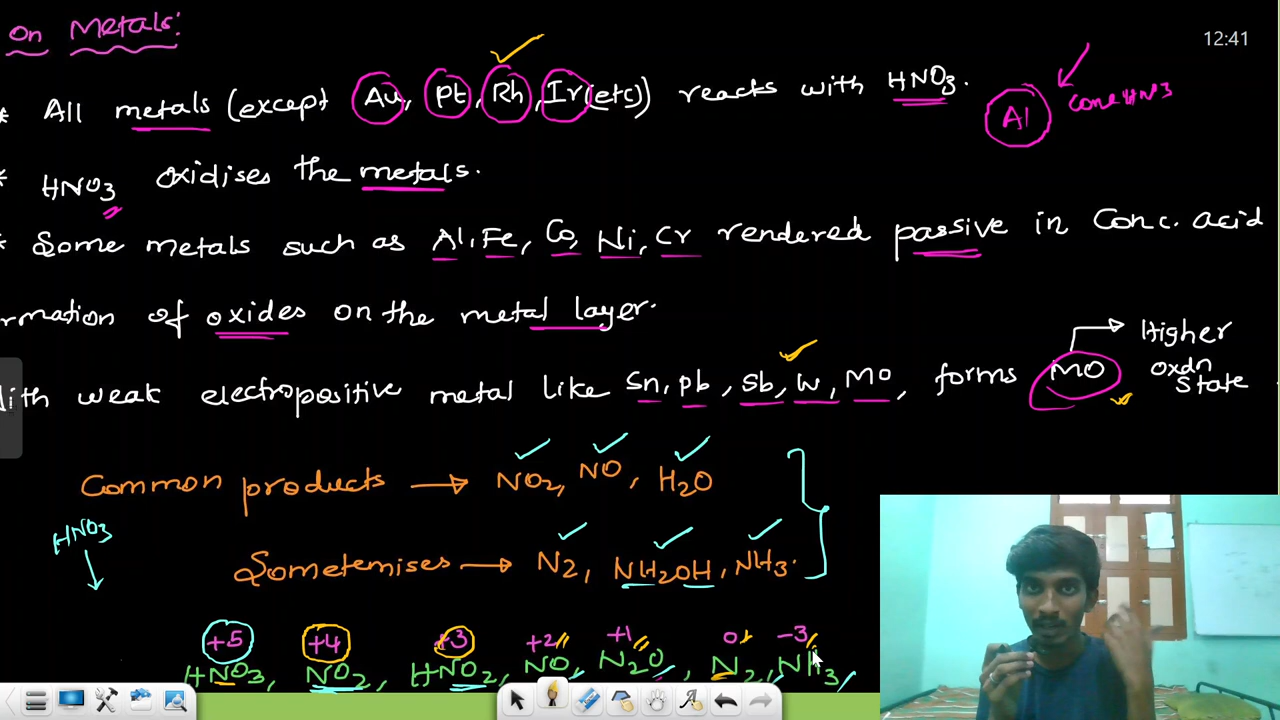 On Metals:
12:41
* All metals (except Au, Pt, Rh, Ir (etc) reacts with HNO3.
Al conc HNO3
* HNO3 oxidises the metals.
* Some metals such as Al, Fe, Co, Ni, Cr rendered passive in Conc. acid
rmation of oxides on the metal layer.
ith weak electropositive metal like Sn, Pb, Sb, W, Mo, forms MO
Higher
oxdn
State
Common products → NO2, NO, H2O
HNO3
Sometemises → N2, NH2OH, NH3.
+5 +4 +3 +2 +1 0 -3
HNO3, NO2, HNO2, NO, N2O, N2, NH3,